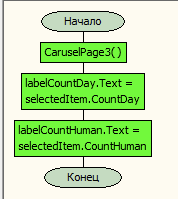 Начало
CaruselPage3()
labelCountDay.Text =
selectedItem.CountDay
labelCountHuman.Text =
selectedItem.CountHuman
Конец